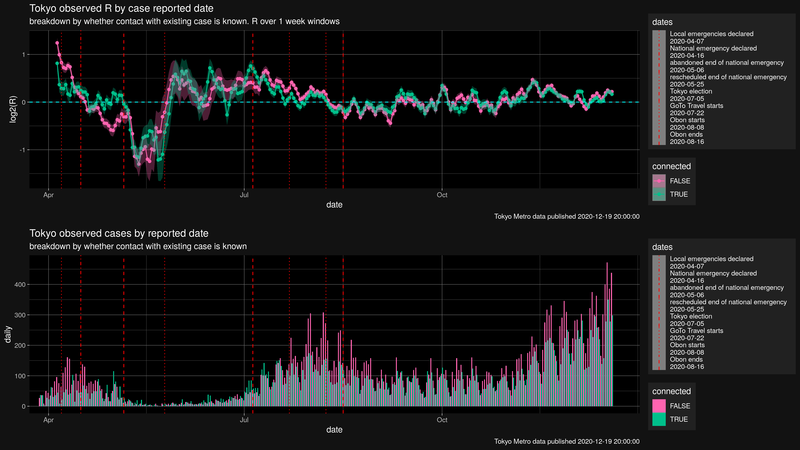 Tokyo observed R by case reported date
breakdown by whether contact with existing case is known. R over 1 week windows
log2(R)
1
0
-1
Apr
Jul
Oct
date
Tokyo Metro data published 2020-12-19 20:00:00
dates
Local emergencies declared
2020-04-07
National emergency declared
2020-04-16
abandoned end of national emergency
2020-05-06
rescheduled end of national emergency
2020-05-25
Tokyo election
2020-07-05
GoTo Travel starts
2020-07-22
Obon starts
2020-08-08
Obon ends
2020-08-16
connected
FALSE
TRUE
Tokyo observed cases by reported date
breakdown by whether contact with existing case is known
daily
400
300
200
100
0
Apr
Jul
Oct
date
Tokyo Metro data published 2020-12-19 20:00:00
dates
Local emergencies declared
2020-04-07
National emergency declared
2020-04-16
abandoned end of national emergency
2020-05-06
rescheduled end of national emergency
2020-05-25
Tokyo election
2020-07-05
GoTo Travel starts
2020-07-22
Obon starts
2020-08-08
Obon ends
2020-08-16
connected
FALSE
TRUE